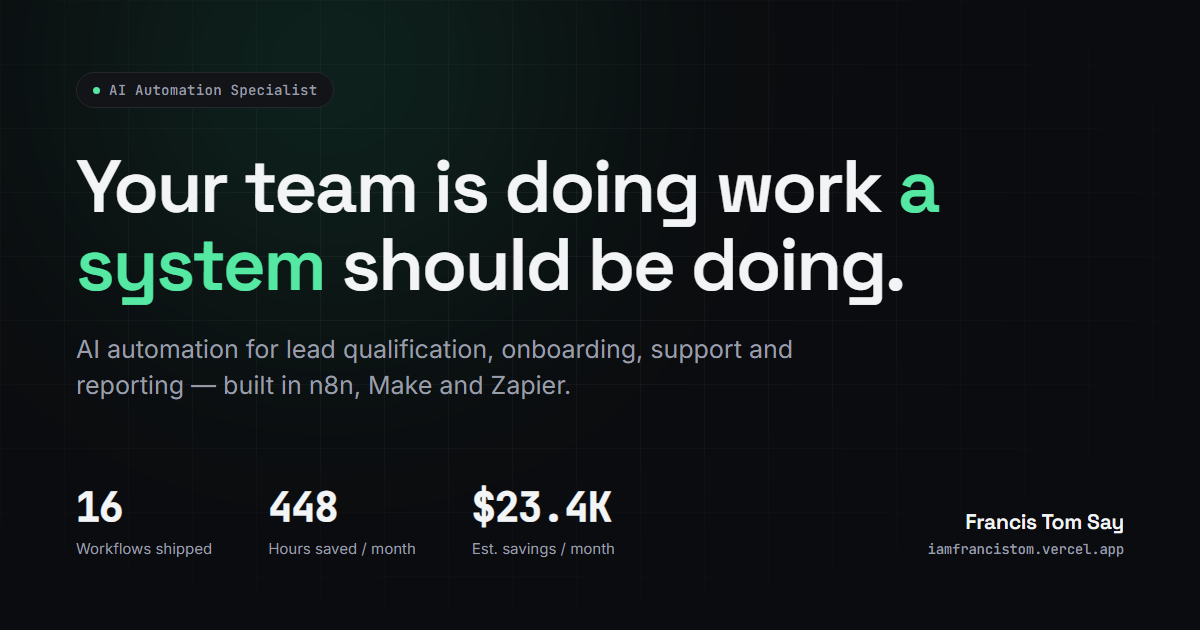 AI Automation Specialist
Your team is doing work a
system should be doing.
AI automation for lead qualification, onboarding, support and
reporting — built in n8n, Make and Zapier.
16
Workflows shipped
448
Hours saved / month
$23.4K
Est. savings / month
Francis Tom Say
iamfrancistom.vercel.app